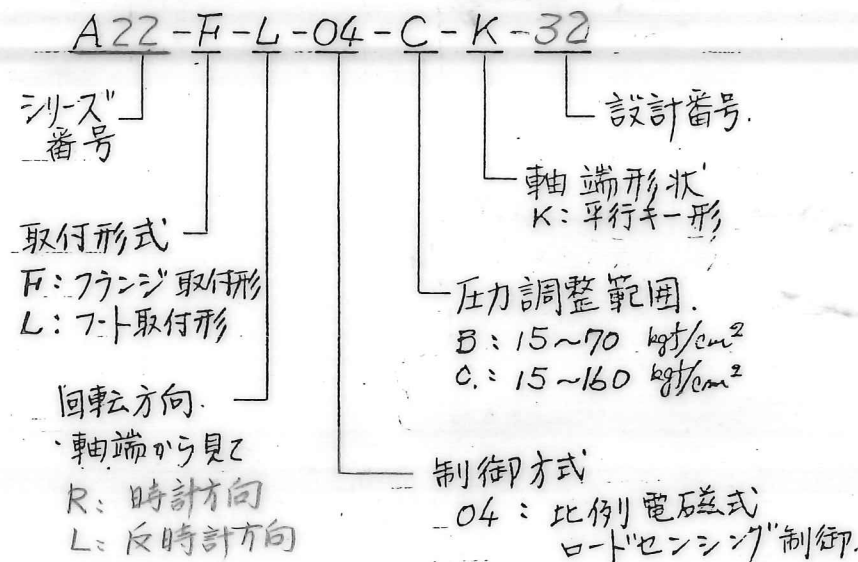 A22-F-L-04-C-K-32
シリーズ
番号
設計番号.
軸端形状
K: 平行キー形
取付形式
F: フランジ取付形
L: フート取付形
圧力調整範囲.
B: 15~70 kgf/cm²
C.: 15~160 kgf/cm²
回転方向.
・軸端から見て
R: 時計方向
L: 反時計方向
制御方式
04: 比例電磁式
ロードセンシング制御.